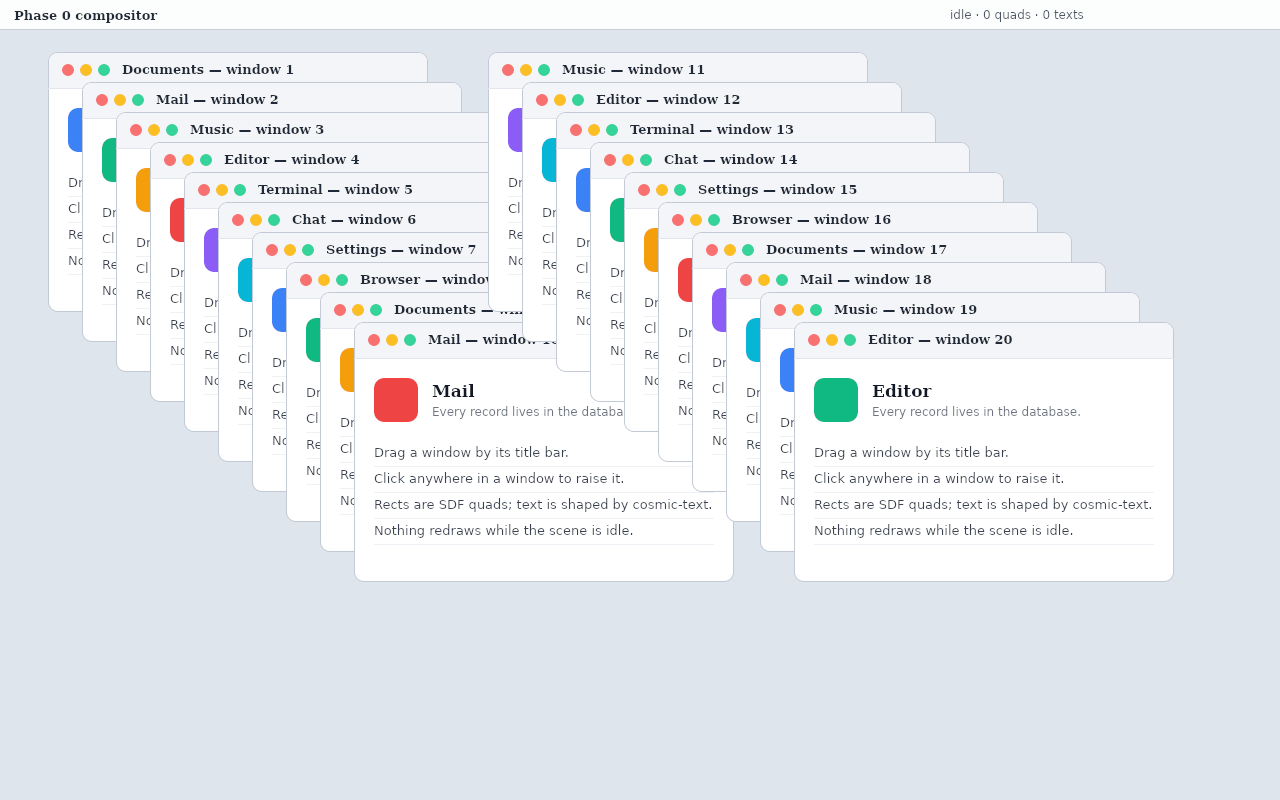 Phase 0 compositor
idle · 0 quads · 0 texts
Documents — window 1
Mail — window 2
Music — window 3
Editor — window 4
Terminal — window 5
Chat — window 6
Settings — window 7
Browser —
Documents —
Mail —
Mail
Every record lives in the
Drag a window by its title bar.
Click anywhere in a window to raise it.
Rects are SDF quads; text is shaped by cosmic-text.
Nothing redraws while the scene is idle.
Music — window 11
Editor — window 12
Terminal — window 13
Chat — window 14
Settings — window 15
Browser — window 16
Documents — window 17
Mail — window 18
Music — window 19
Editor — window 20
Editor
Every record lives in the database.
Drag a window by its title bar.
Click anywhere in a window to raise it.
Rects are SDF quads; text is shaped by cosmic-text.
Nothing redraws while the scene is idle.